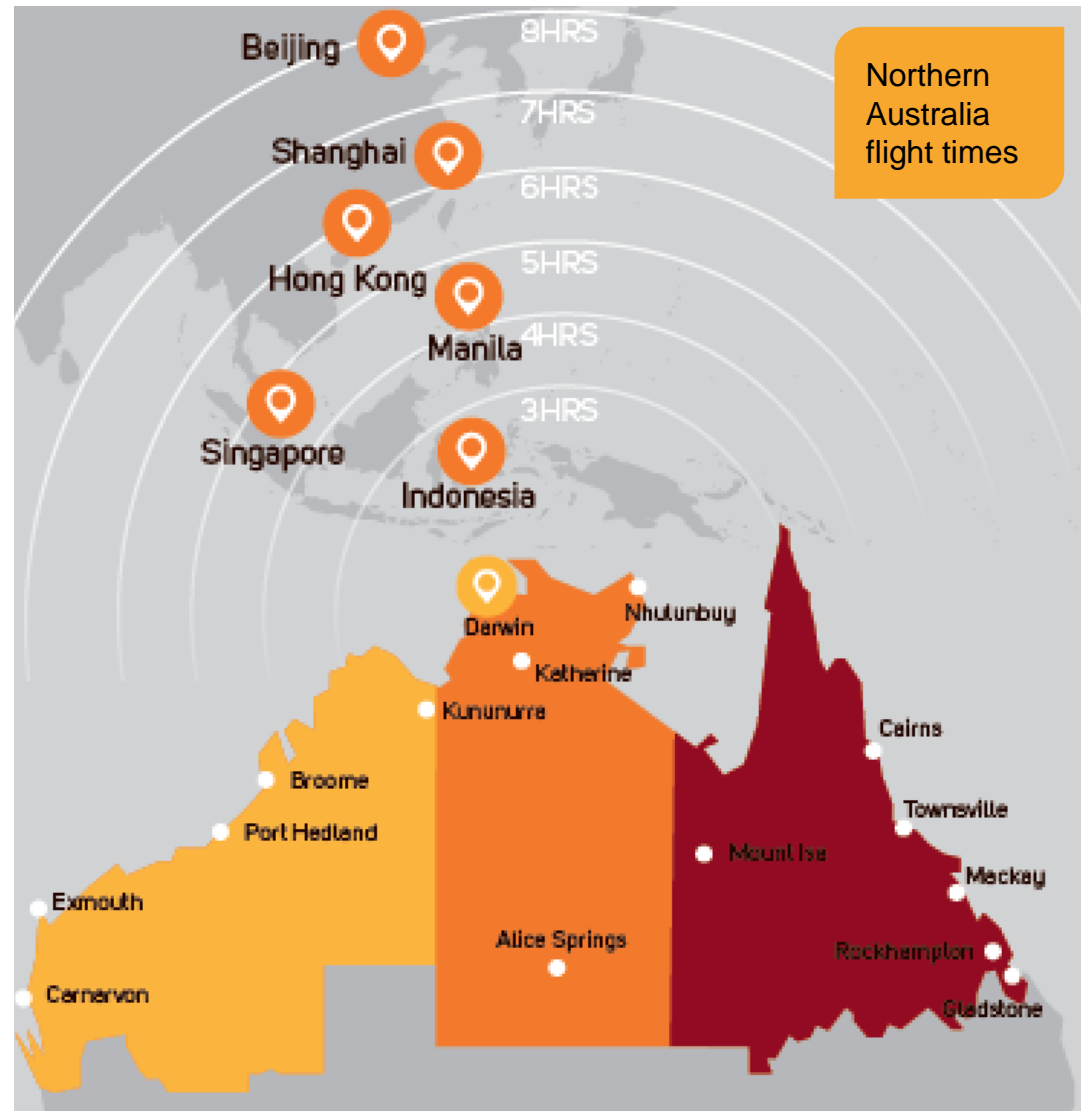 Northern
Australia
flight times
8HRS
Beijing
7HRS
Shanghai
6HRS
5HRS
Hong Kong
4HRS
Manila
3HRS
Singapore
Indonesia
Nhulunbuy
Darwin
Katherine
Kununurra
Cairns
Broome
Townsville
Port Hedland
Mount Isa
Mackay
Exmouth
Alice Springs
Rockhampton
Carnarvon
Gladstone